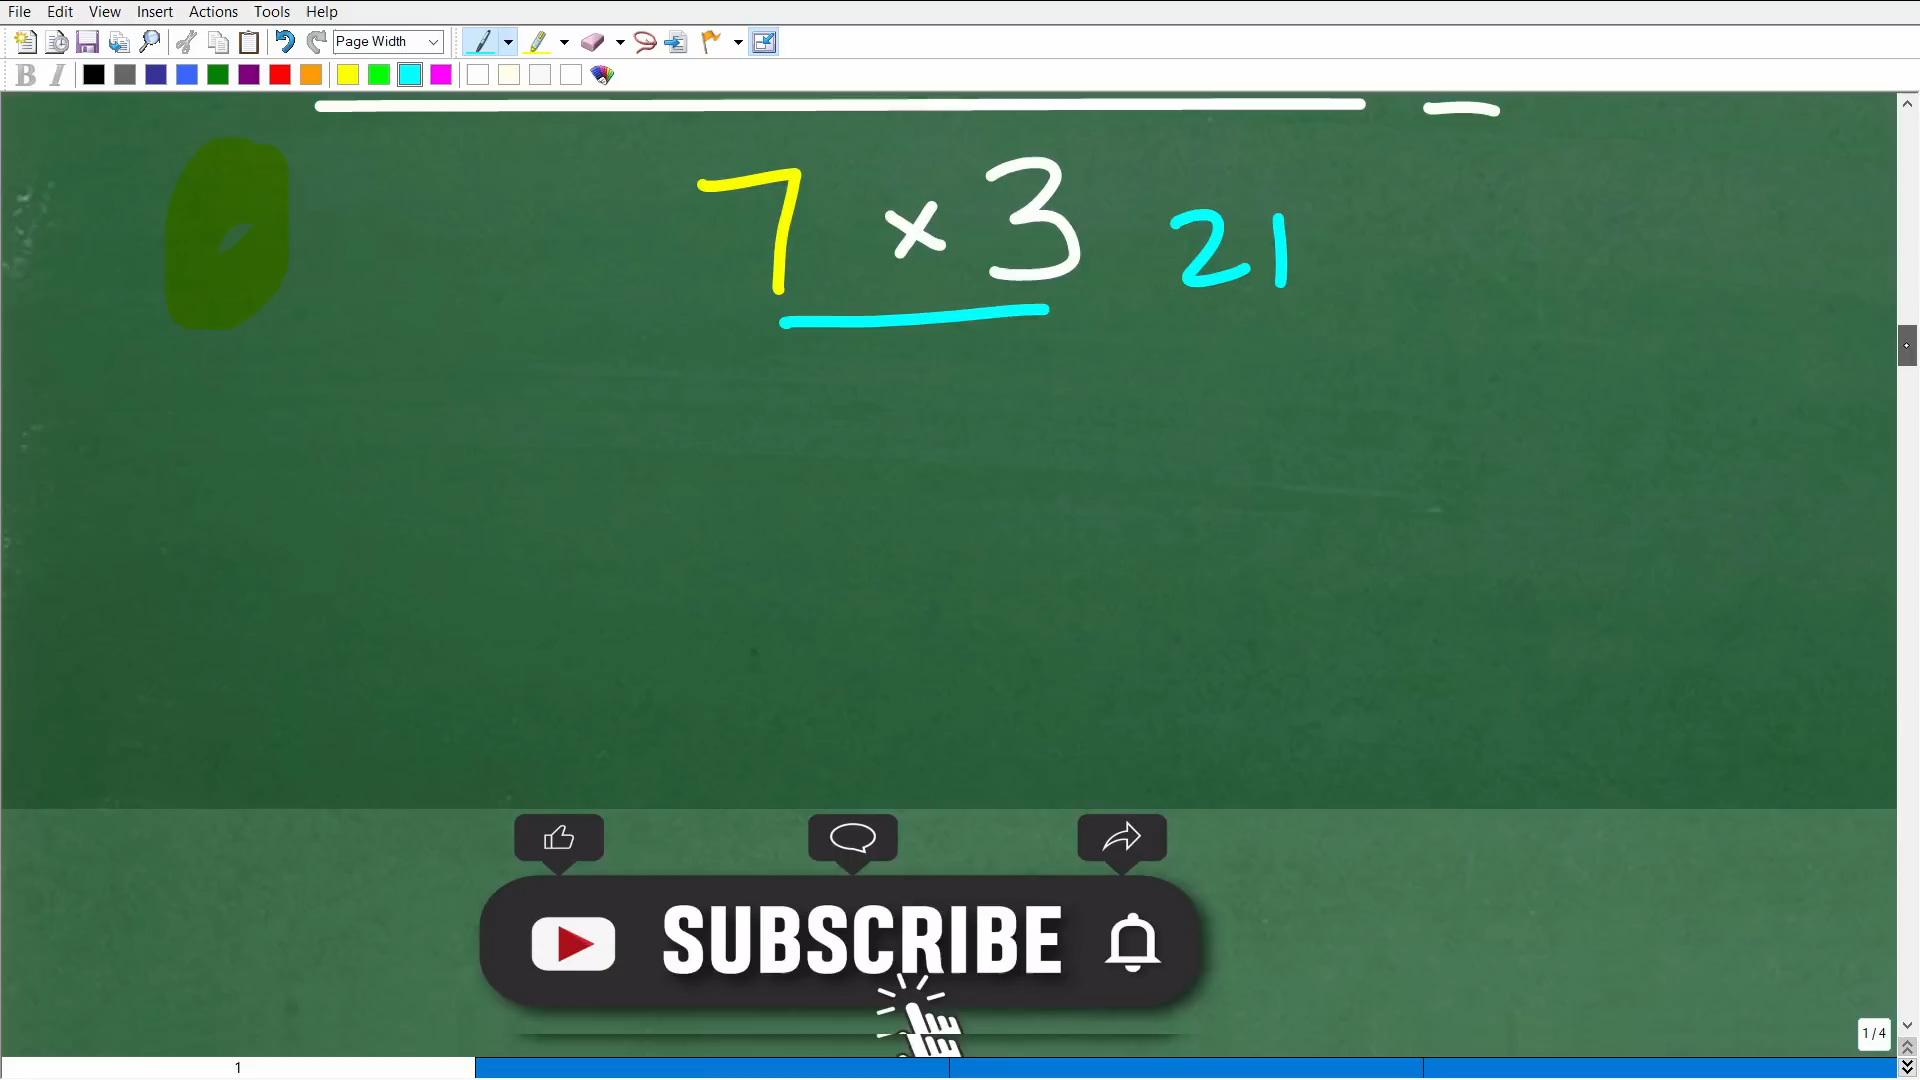 File Edit View Insert Actions Tools Help
Page Width
B I
7 × 3 21
SUBSCRIBE
1 / 4
1